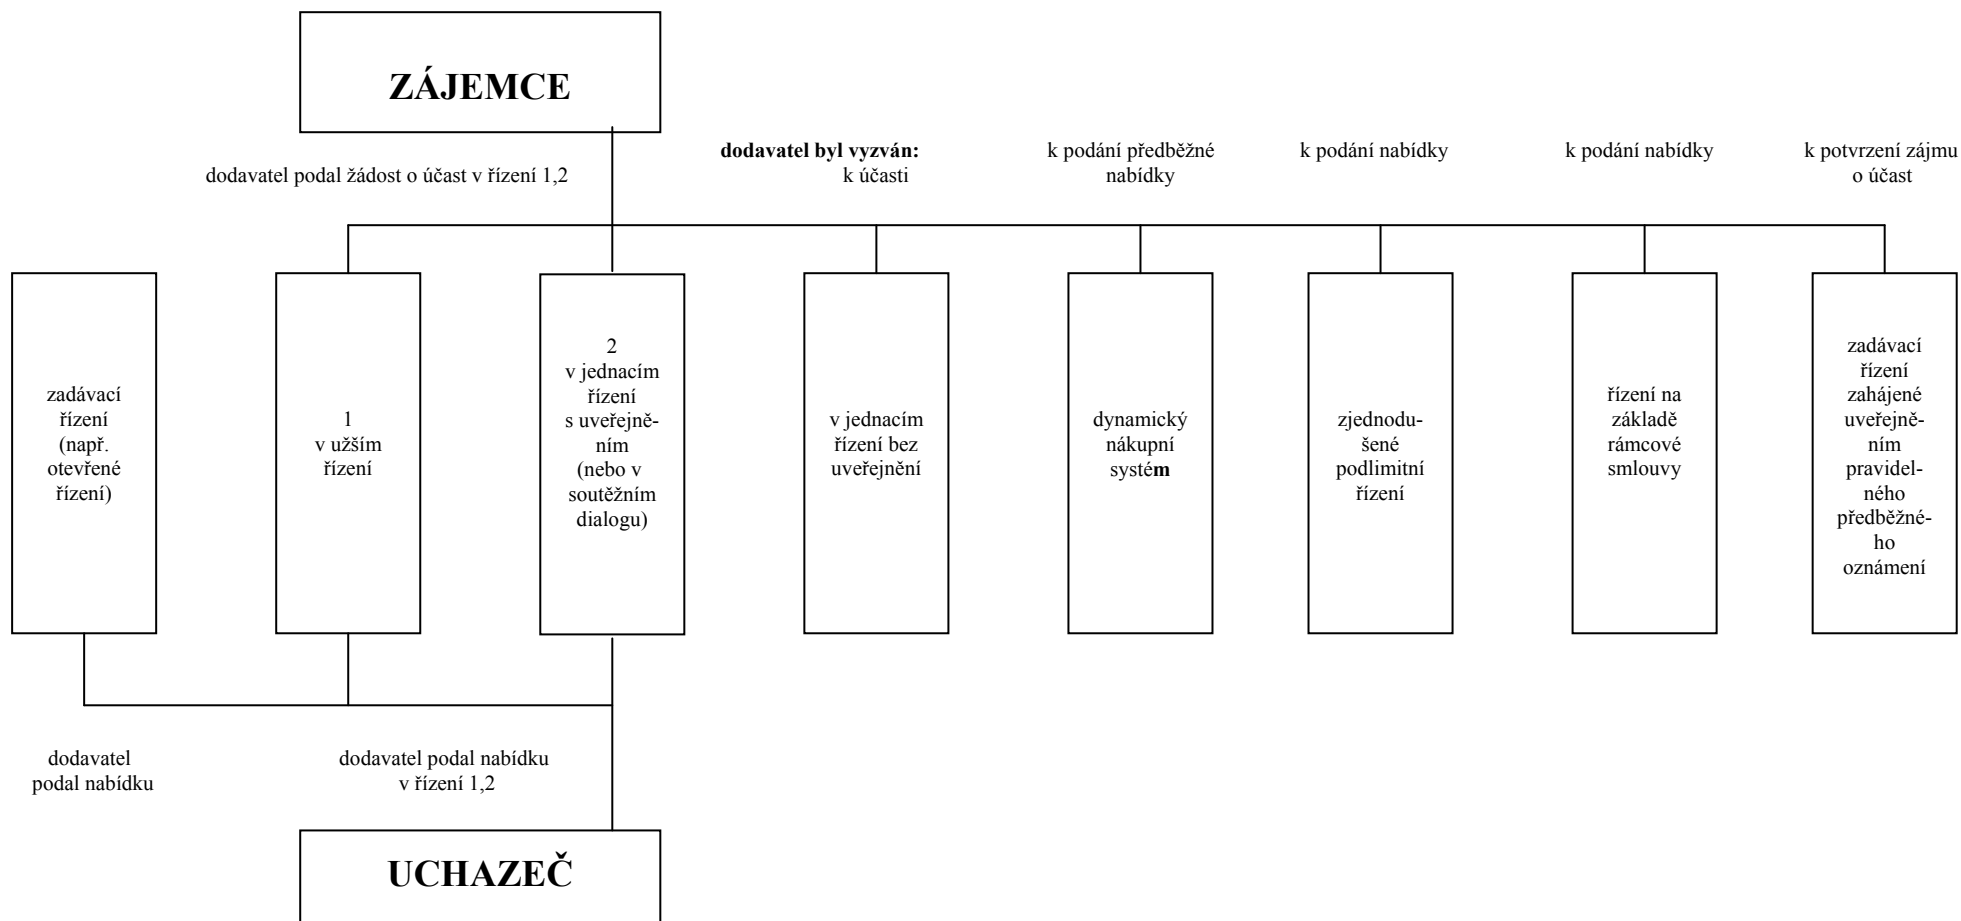 ZÁJEMCE
dodavatel podal žádost o účast v řízení 1,2
dodavatel byl vyzván:
k účasti
k podání předběžné
nabídky
k podání nabídky
k podání nabídky
k potvrzení zájmu
o účast
zadávací
řízení
(např.
otevřené
řízení)
1
v užším
řízení
2
v jednacím
řízení
s uveřejně-
ním
(nebo v
soutěžním
dialogu)
v jednacím
řízení bez
uveřejnění
dynamický
nákupní
systém
zjednodu-
šené
podlimitní
řízení
řízení na
základě
rámcové
smlouvy
zadávací
řízení
zahájené
uveřejně-
ním
pravidel-
ného
předběžné-
ho
oznámení
dodavatel
podal nabídku
dodavatel podal nabídku
v řízení 1,2
UCHAZEČ